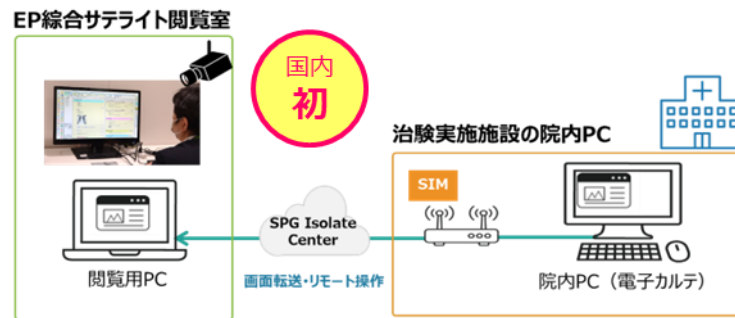 EP綜合サテライト閲覧室
国内
初
治験実施施設の院内PC
SIM
SPG Isolate
Center
閲覧用PC
画面転送・リモート操作
院内PC（電子カルテ）